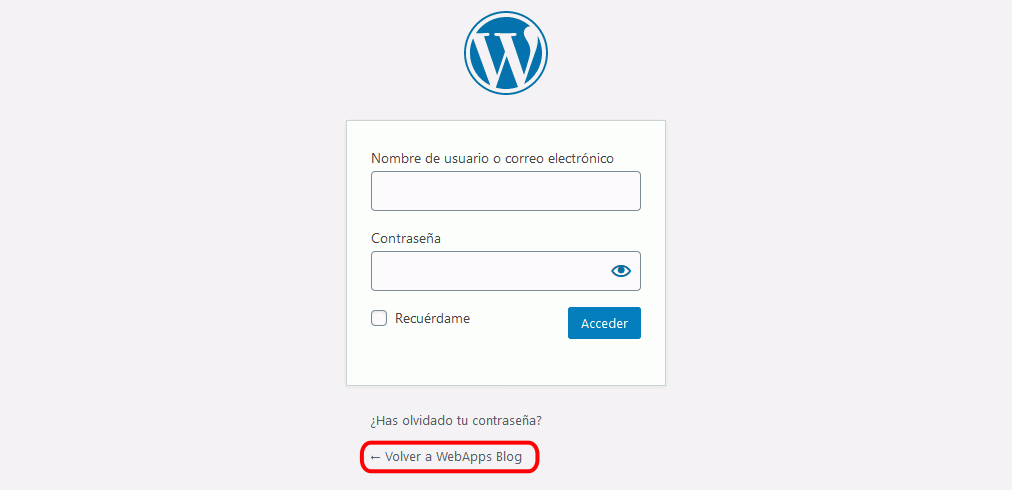 Nombre de usuario o correo electrónico
Contraseña
Recuérdame
Acceder
¿Has olvidado tu contraseña?
← Volver a WebApps Blog